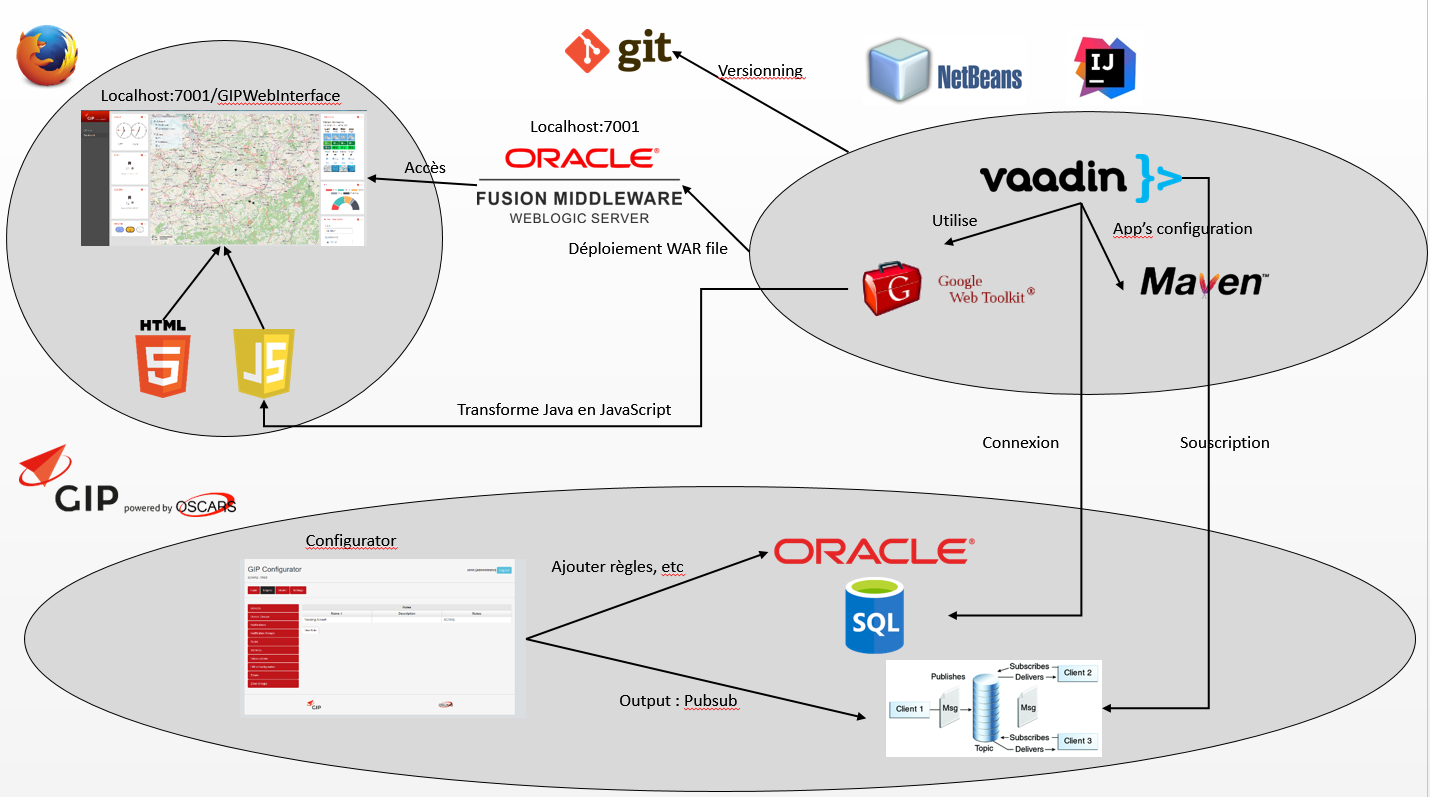 git
NetBeans
IJ
Localhost:7001/GIPWebInterface
Versionning
Localhost:7001
ORACLE®
Accès
FUSION MIDDLEWARE
WEBLOGIC SERVER
vaadin }>
Utilise
App's configuration
Déploiement WAR file
G
Google
Web Toolkit®
Maven™
HTML
5
JS
Transforme Java en JavaScript
Connexion
Souscription
GIP powered by OSCARS
Configurator
GIP Configurator
Ajouter règles, etc
ORACLE®
SQL
Output : Pubsub
Publishes
Subscribes
Delivers
Client 2
Client 1
Msg
Msg
Topic
Subscribes
Delivers
Client 3
GIP